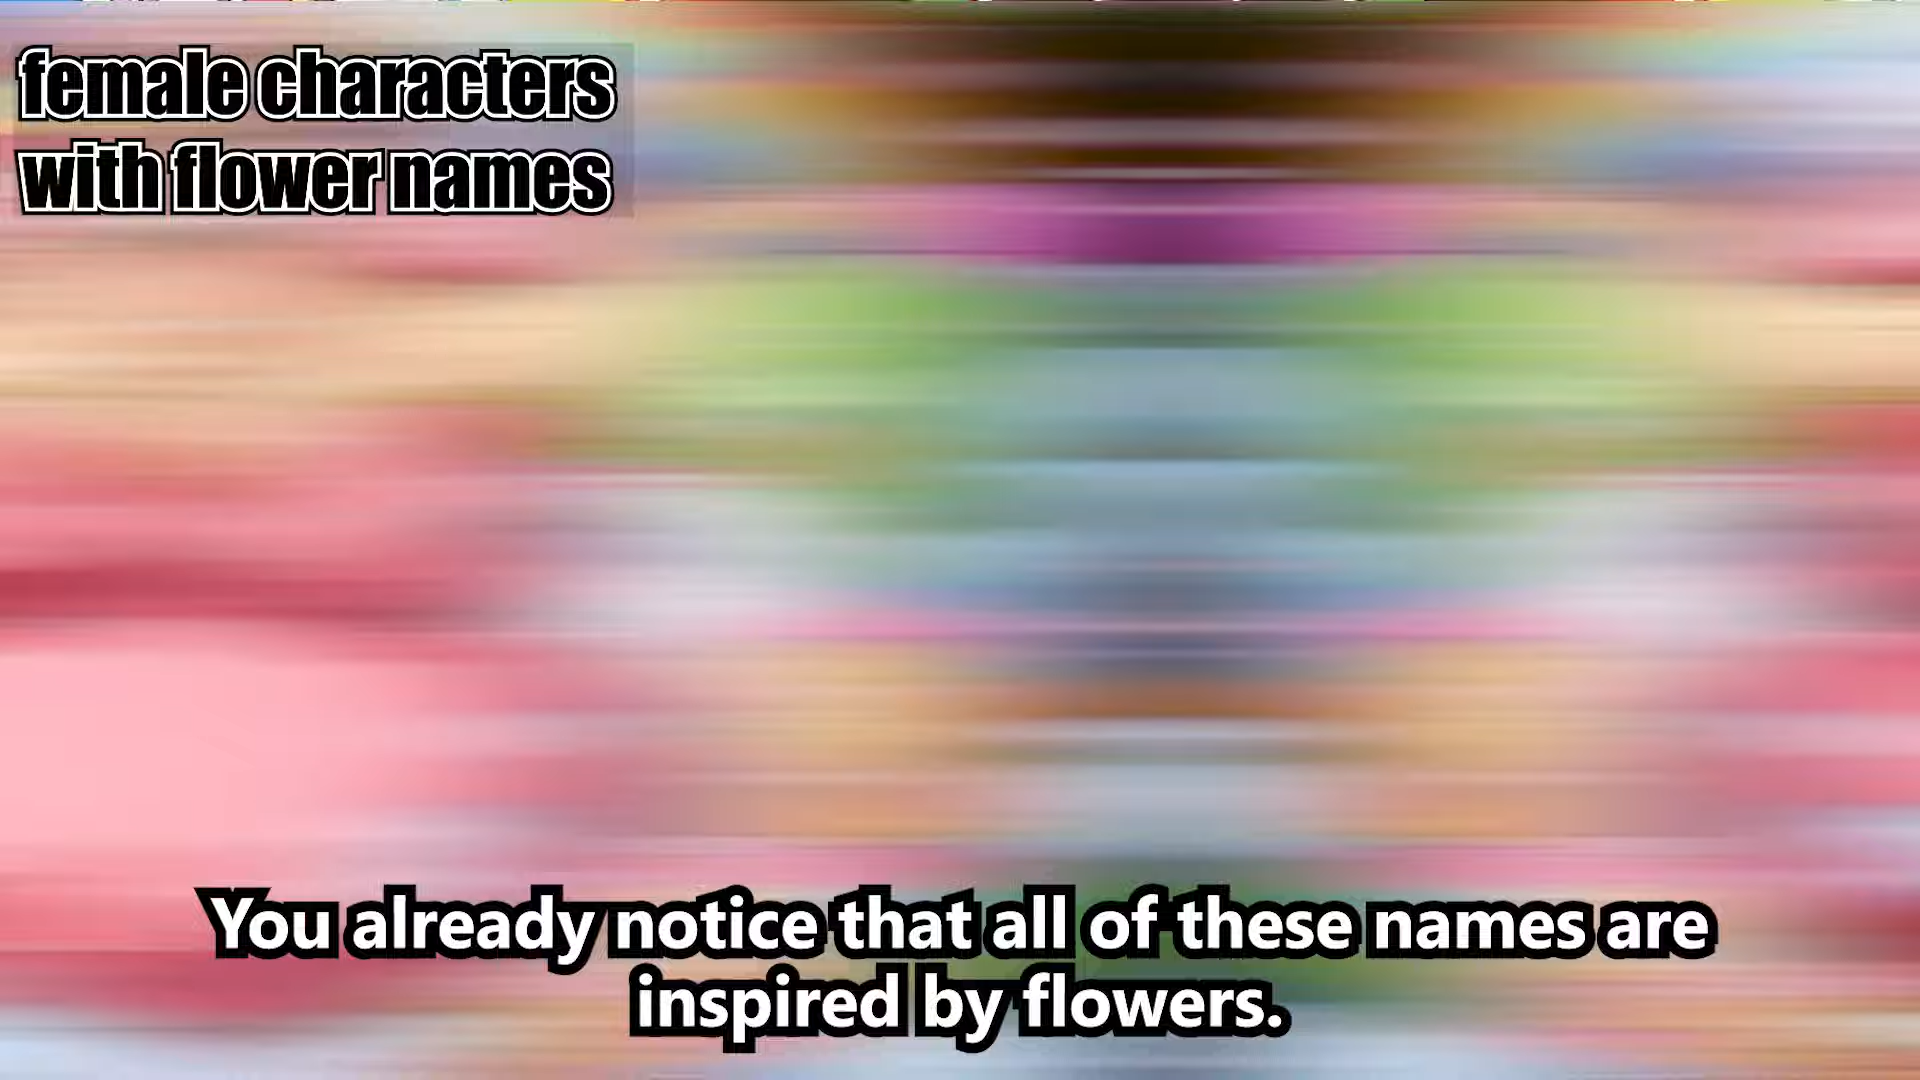 female characters
with flower names
You already notice that all of these names are
inspired by flowers.